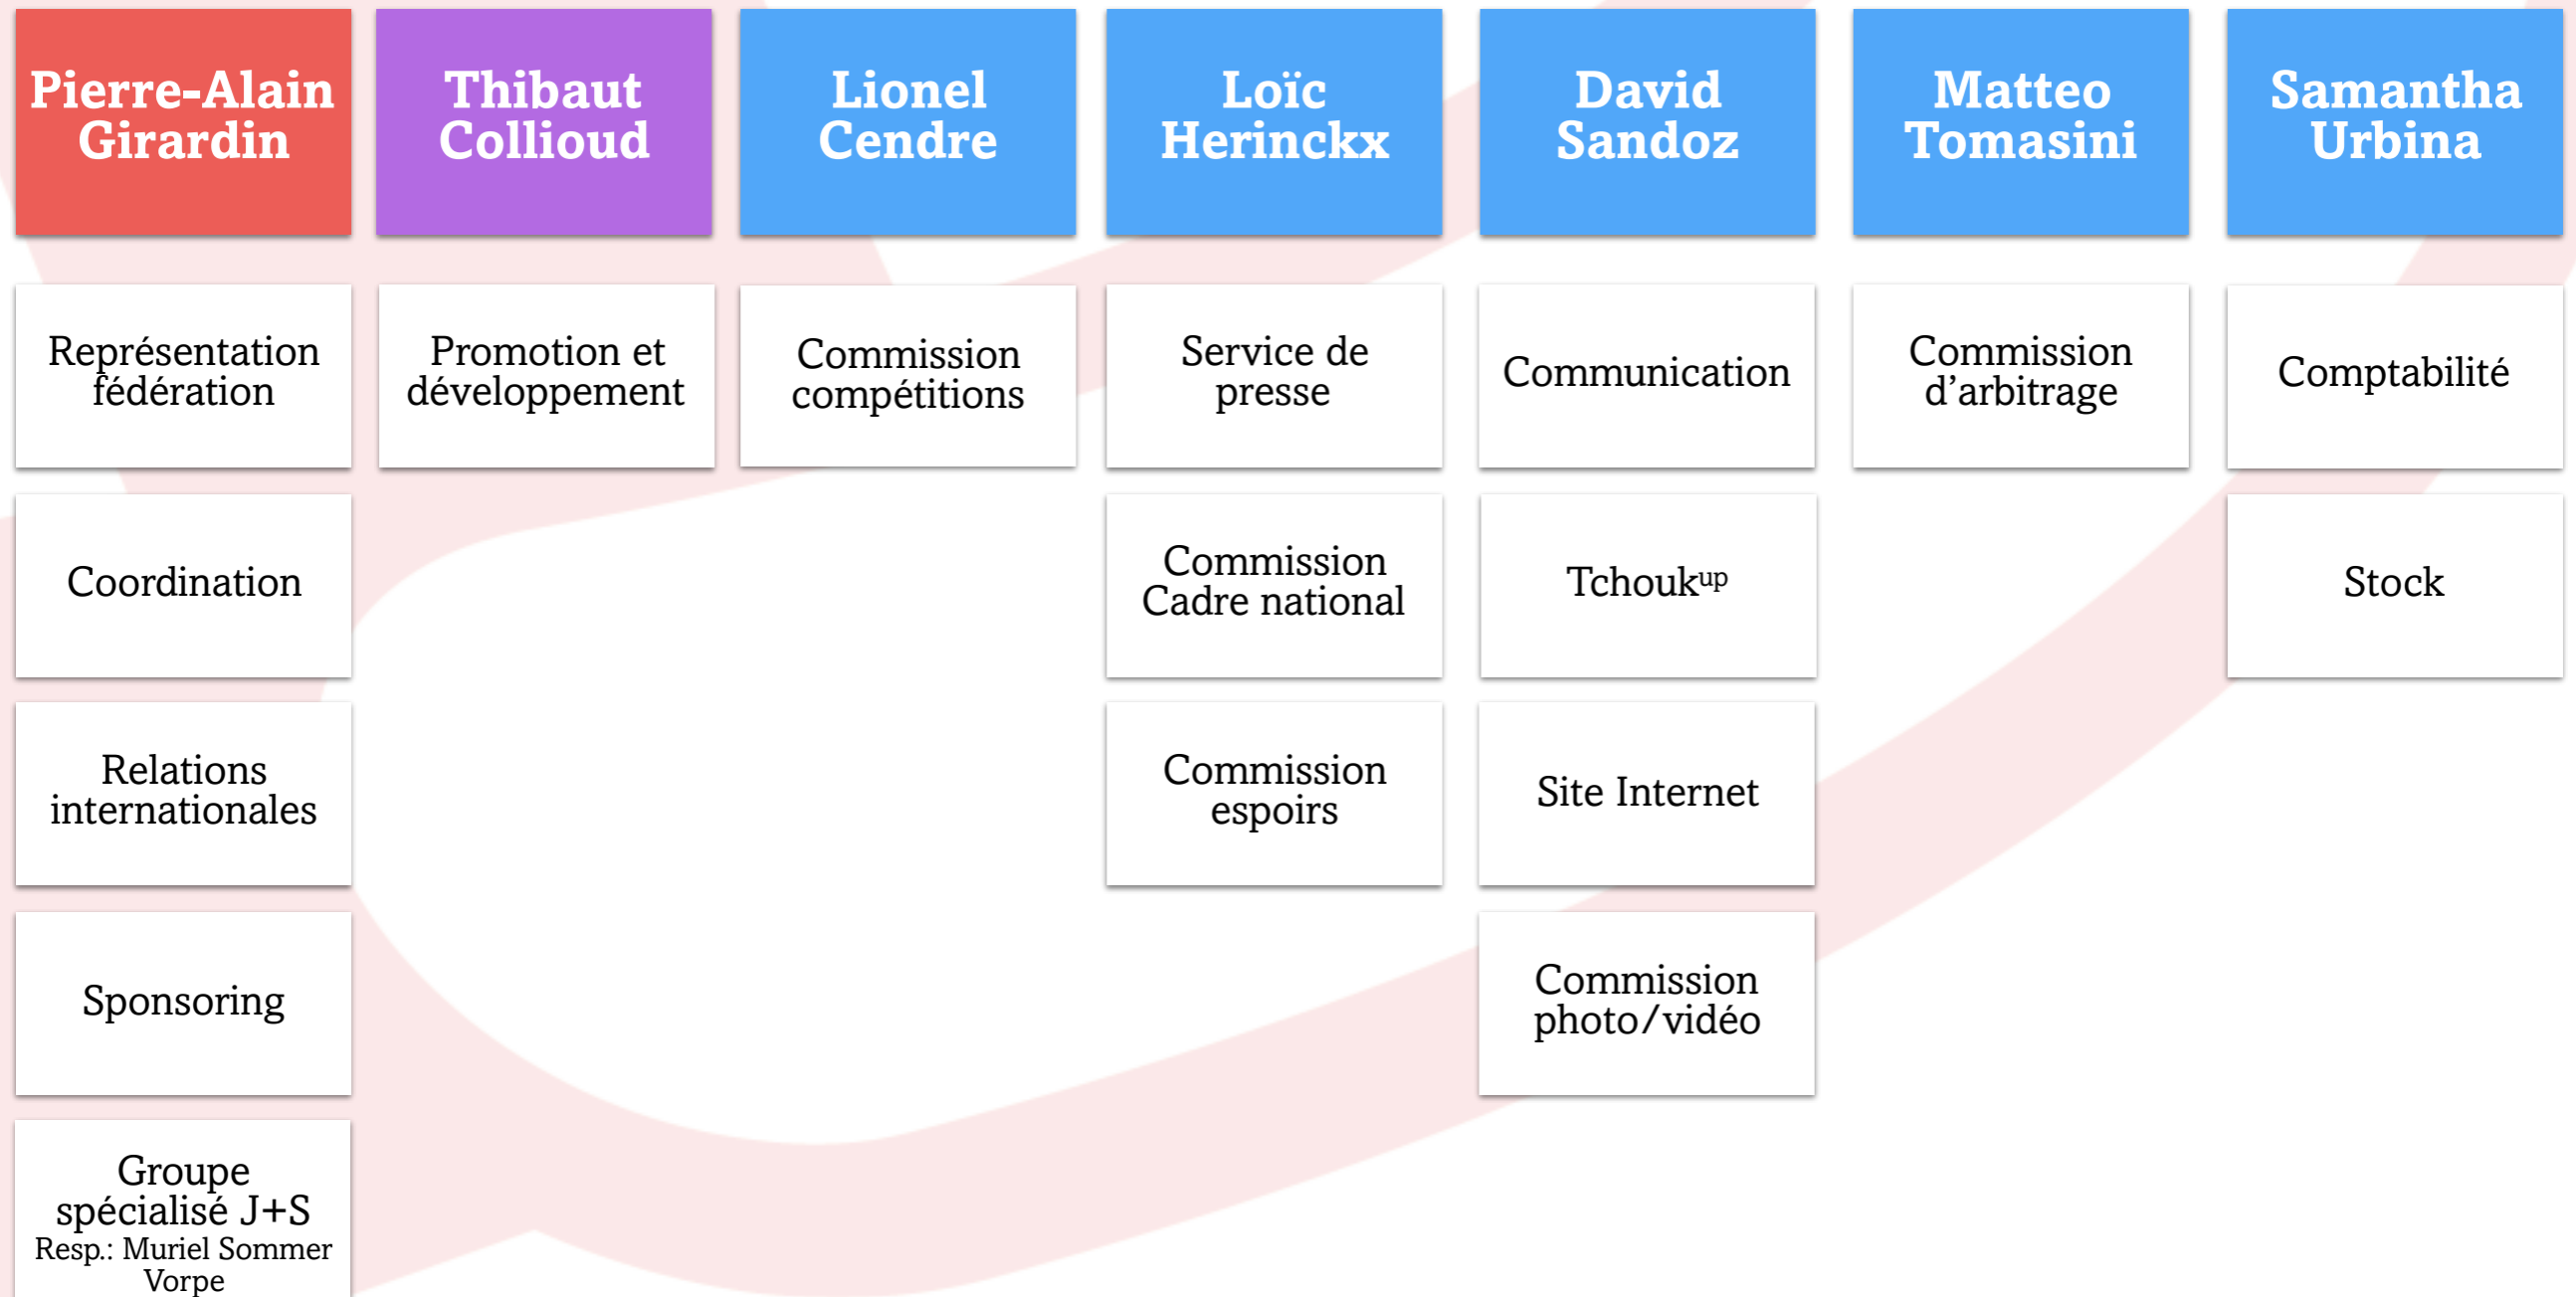 Pierre-Alain
Girardin
Thibaut
Collioud
Lionel
Cendre
Loïc
Herinckx
David
Sandoz
Matteo
Tomasini
Samantha
Urbina
Représentation
fédération
Promotion et
développement
Commission
compétitions
Service de
presse
Communication
Commission
d’arbitrage
Comptabilité
Coordination
Commission
Cadre national
Tchoukup
Stock
Relations
internationales
Commission
espoirs
Site Internet
Sponsoring
Commission
photo/vidéo
Groupe
spécialisé J+S
Resp.: Muriel Sommer
Vorpe